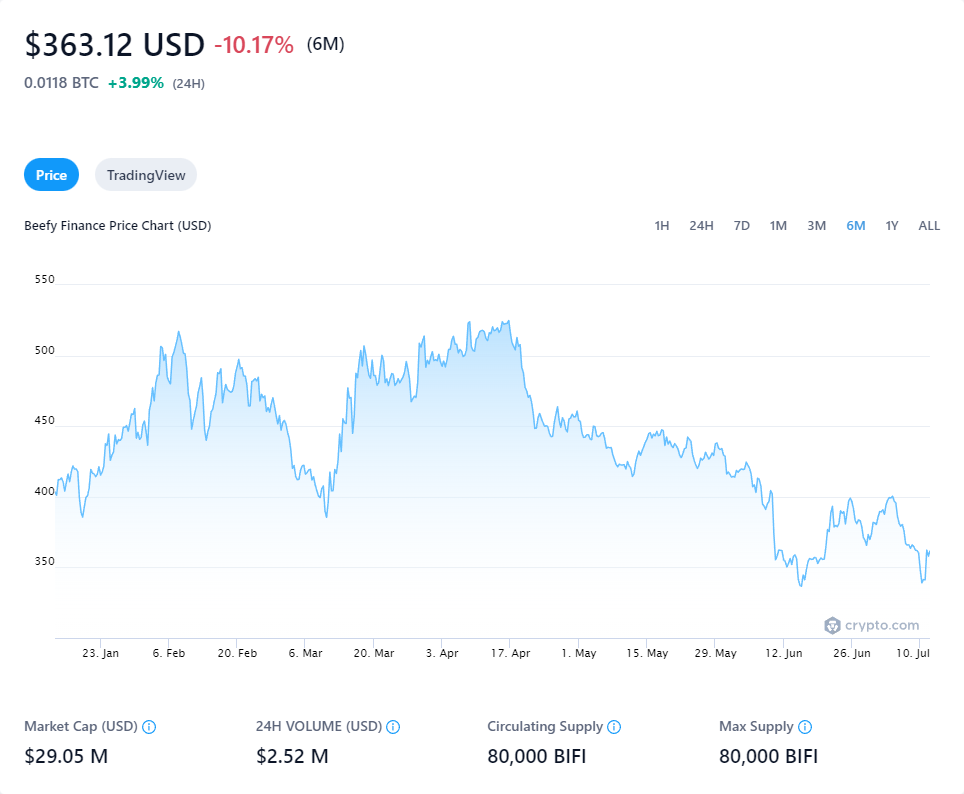 $363.12 USD -10.17% (6M)
0.0118 BTC +3.99% (24H)
Price TradingView
Beefy Finance Price Chart (USD) 1H 24H 7D 1M 3M 6M 1Y ALL
550
500
450
400
350
crypto.com
23. Jan 6. Feb 20. Feb 6. Mar 20. Mar 3. Apr 17. Apr 1. May 15. May 29. May 12. Jun 26. Jun 10. Jul
Market Cap (USD) 24H VOLUME (USD) Circulating Supply Max Supply
$29.05 M $2.52 M 80,000 BIFI 80,000 BIFI